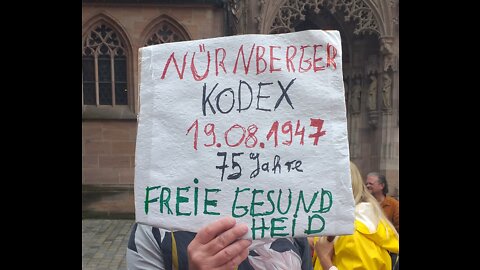 NÜRNBERGER
KODEX
19.08.1947
75 Jahre
FREIE GESUND
HEID